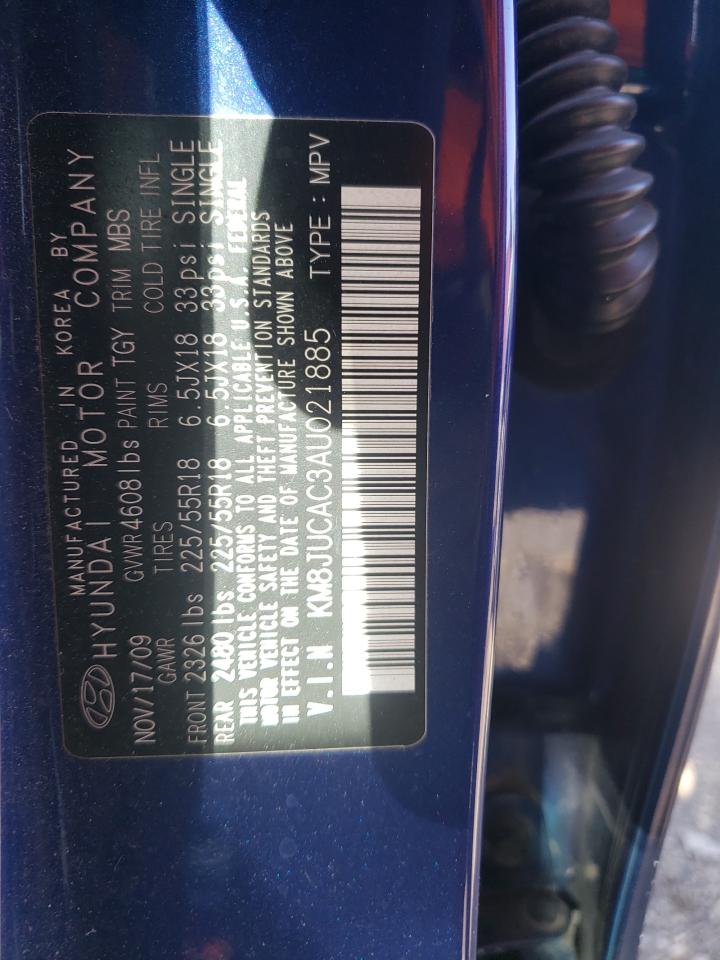 MANUFACTURED IN KOREA BY
HYUNDAI MOTOR COMPANY
NOV/17/09 GVWR4608lbs PAINT TGY TRIM MBS
GAWR TIRES RIMS COLD TIRE INFL
FRONT 2326 lbs 225/55R18 6.5JX18 33psi SINGLE
REAR 2480 lbs 225/55R18 6.5JX18 33psi SINGLE
THIS VEHICLE CONFORMS TO ALL APPLICABLE U.S.A. FEDERAL
MOTOR VEHICLE SAFETY AND THEFT PREVENTION STANDARDS
IN EFFECT ON THE DATE OF MANUFACTURE SHOWN ABOVE
V.I.N KM8JUCAC3AU021885 TYPE : MPV